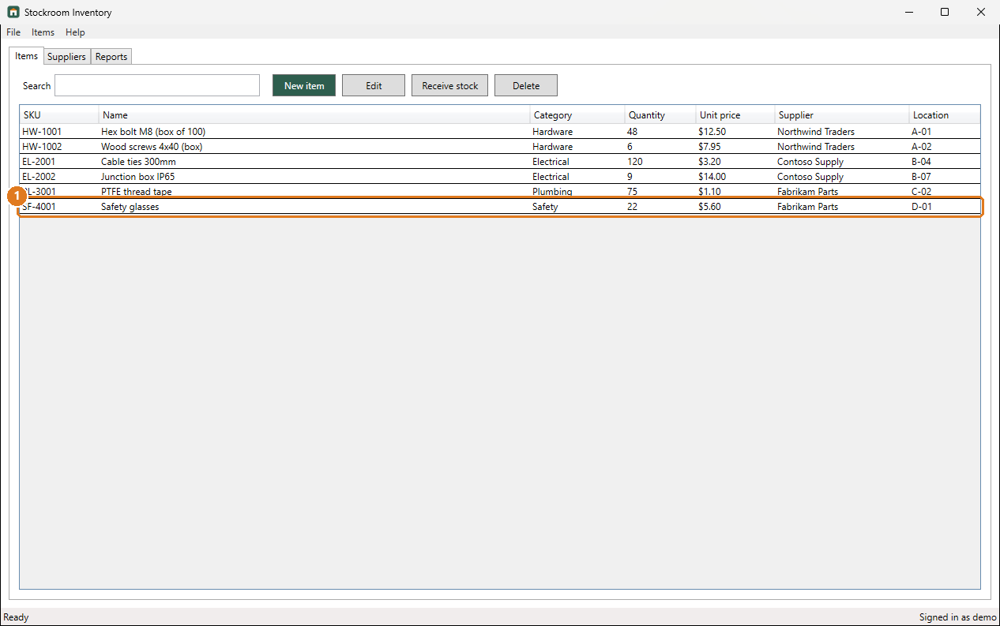 Stockroom Inventory
File Items Help
Items Suppliers Reports
Search New item Edit Receive stock Delete
SKU Name Category Quantity Unit price Supplier Location
HW-1001 Hex bolt M8 (box of 100) Hardware 48 $12.50 Northwind Traders A-01
HW-1002 Wood screws 4x40 (box) Hardware 6 $7.95 Northwind Traders A-02
EL-2001 Cable ties 300mm Electrical 120 $3.20 Contoso Supply B-04
EL-2002 Junction box IP65 Electrical 9 $14.00 Contoso Supply B-07
PTFE thread tape Plumbing 75 $1.10 Fabrikam Parts C-02
1
SF-4001 Safety glasses Safety 22 $5.60 Fabrikam Parts D-01
Ready Signed in as demo